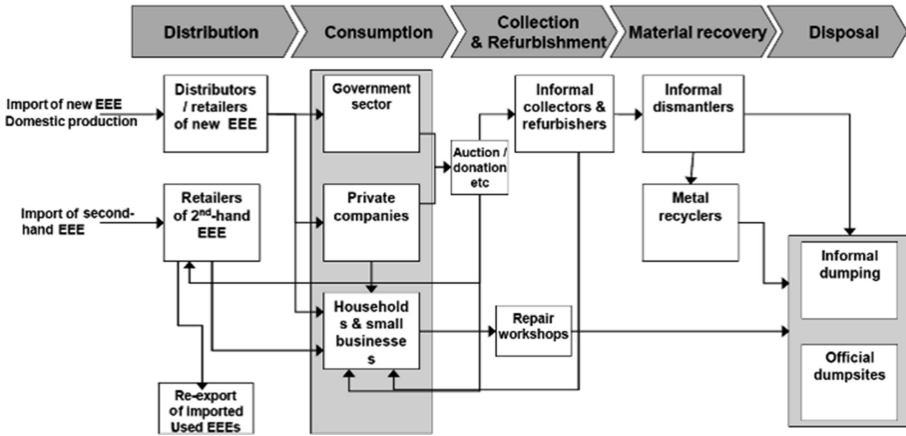 Distribution
Consumption
Collection
& Refurbishment
Material recovery
Disposal
Import of new EEE
Domestic production
Distributors
/ retailers
of new EEE
Government
sector
Informal
collectors &
refurbishers
Informal
dismantlers
Auction /
donation
etc
Import of second-
hand EEE
Retailers
of 2nd-hand
EEE
Private
companies
Metal
recyclers
Informal
dumping
Household
s & small
businesse
s
Repair
workshops
Official
dumpsites
Re-export
of imported
Used EEEs